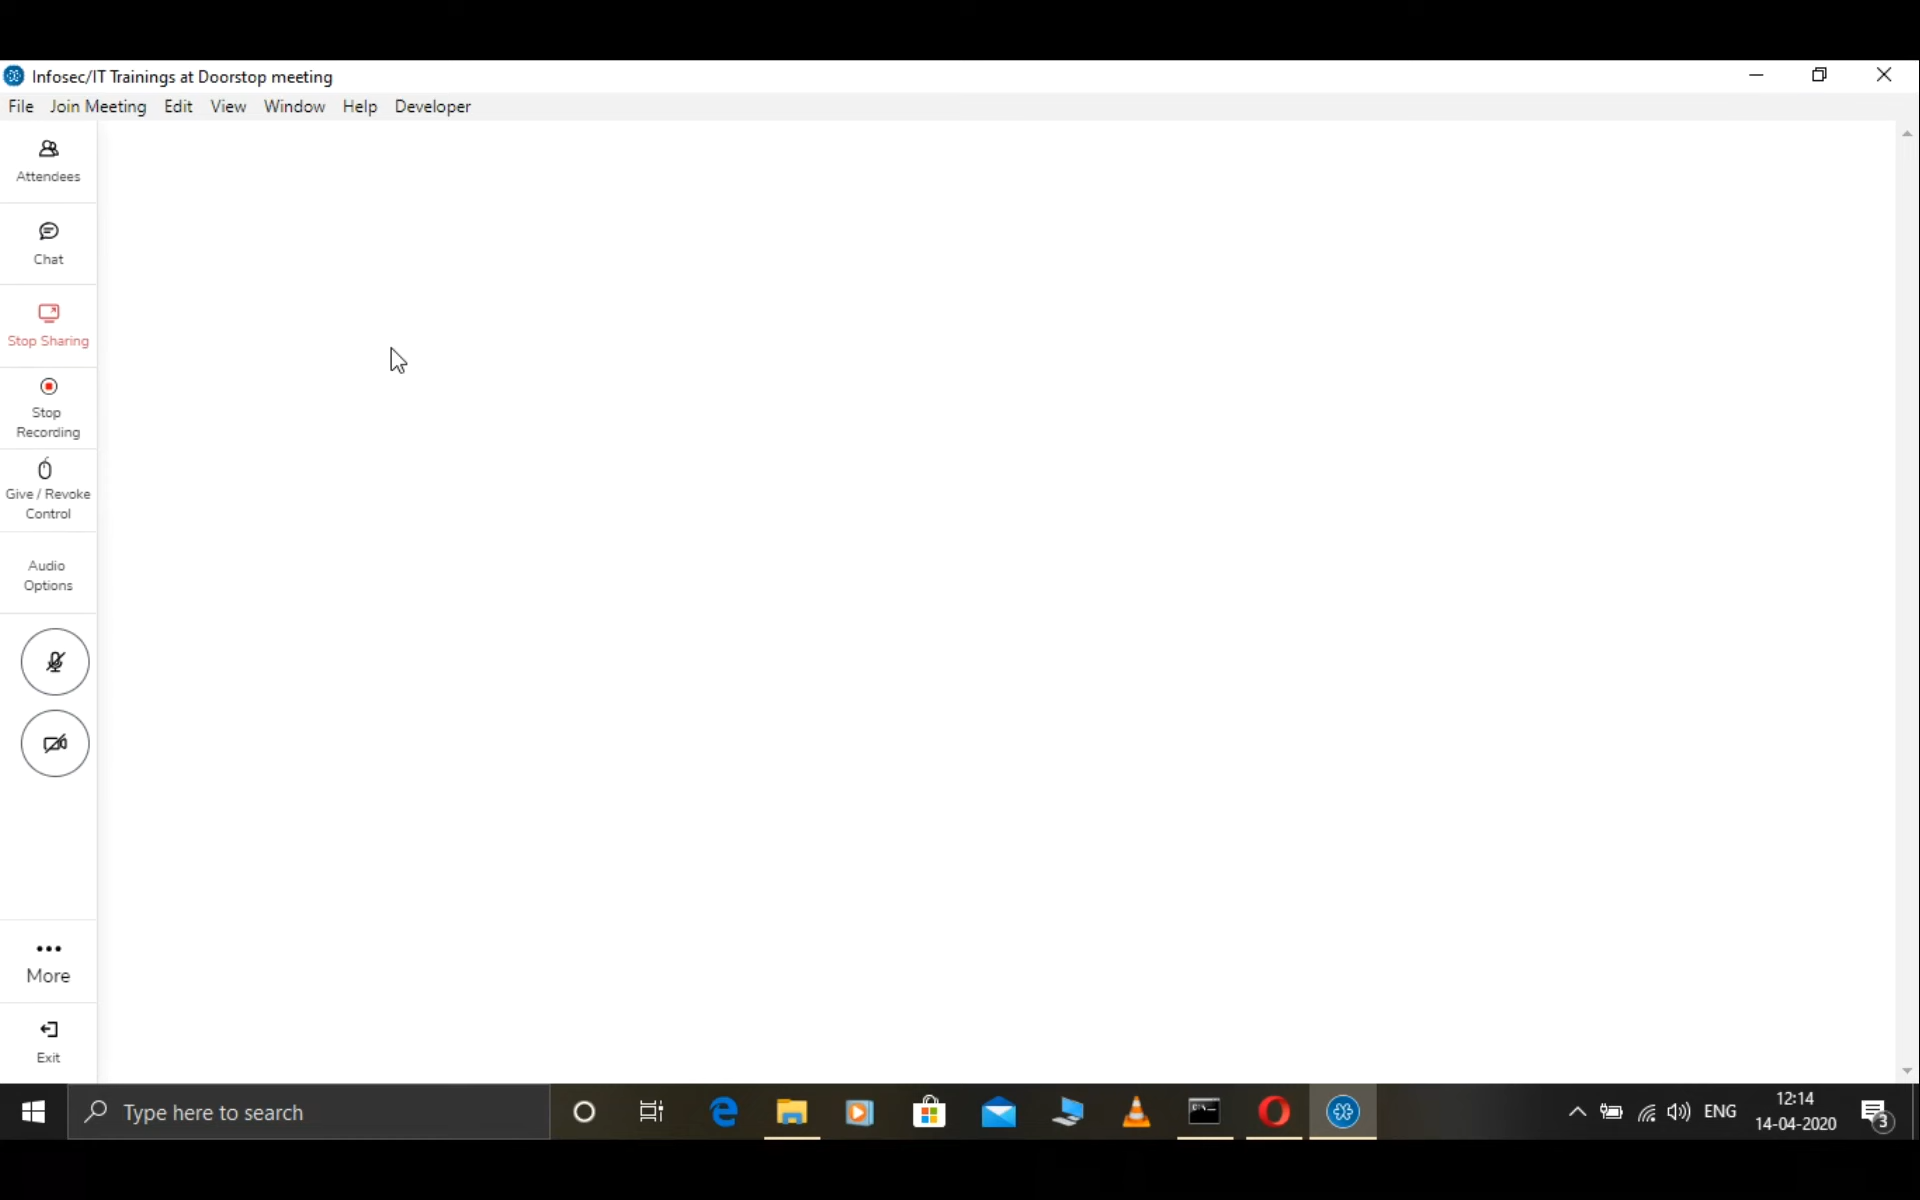 Infosec/IT Trainings at Doorstop meeting
File Join Meeting Edit View Window Help Developer
Attendees
Chat
Stop Sharing
Stop
Recording
Give / Revoke
Control
Audio
Options
More
Exit
Type here to search
ENG
12:14
14-04-2020
3